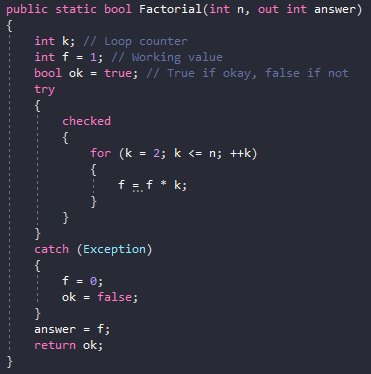 public static bool Factorial(int n, out int answer)
{
int k; // Loop counter
int f = 1; // Working value
bool ok = true; // True if okay, false if not
try
{
checked
{
for (k = 2; k <= n; ++k)
{
f = f * k;
}
}
}
catch (Exception)
{
f = 0;
ok = false;
}
answer = f;
return ok;
}